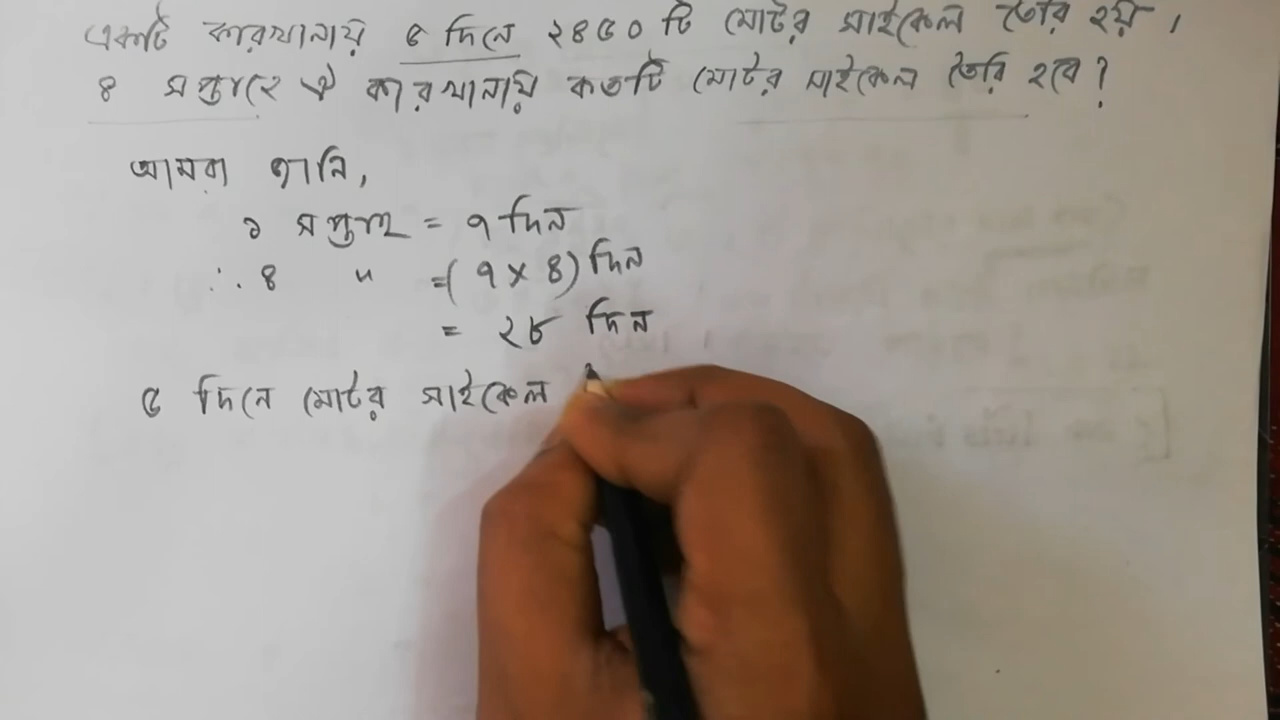 একটি কারখানায় ৫ দিনে ২৪৫০ টি মোটর সাইকেল তৈরি হয় ।
৪ সপ্তাহে ঐ কারখানায় কতটি মোটর সাইকেল তৈরি হবে ?
আমরা জানি,
১ সপ্তাহ = ৭ দিন
∴ ৪ " = ( ৭ × ৪ ) দিন
= ২৮ দিন
৫ দিনে মোটর সাইকেল